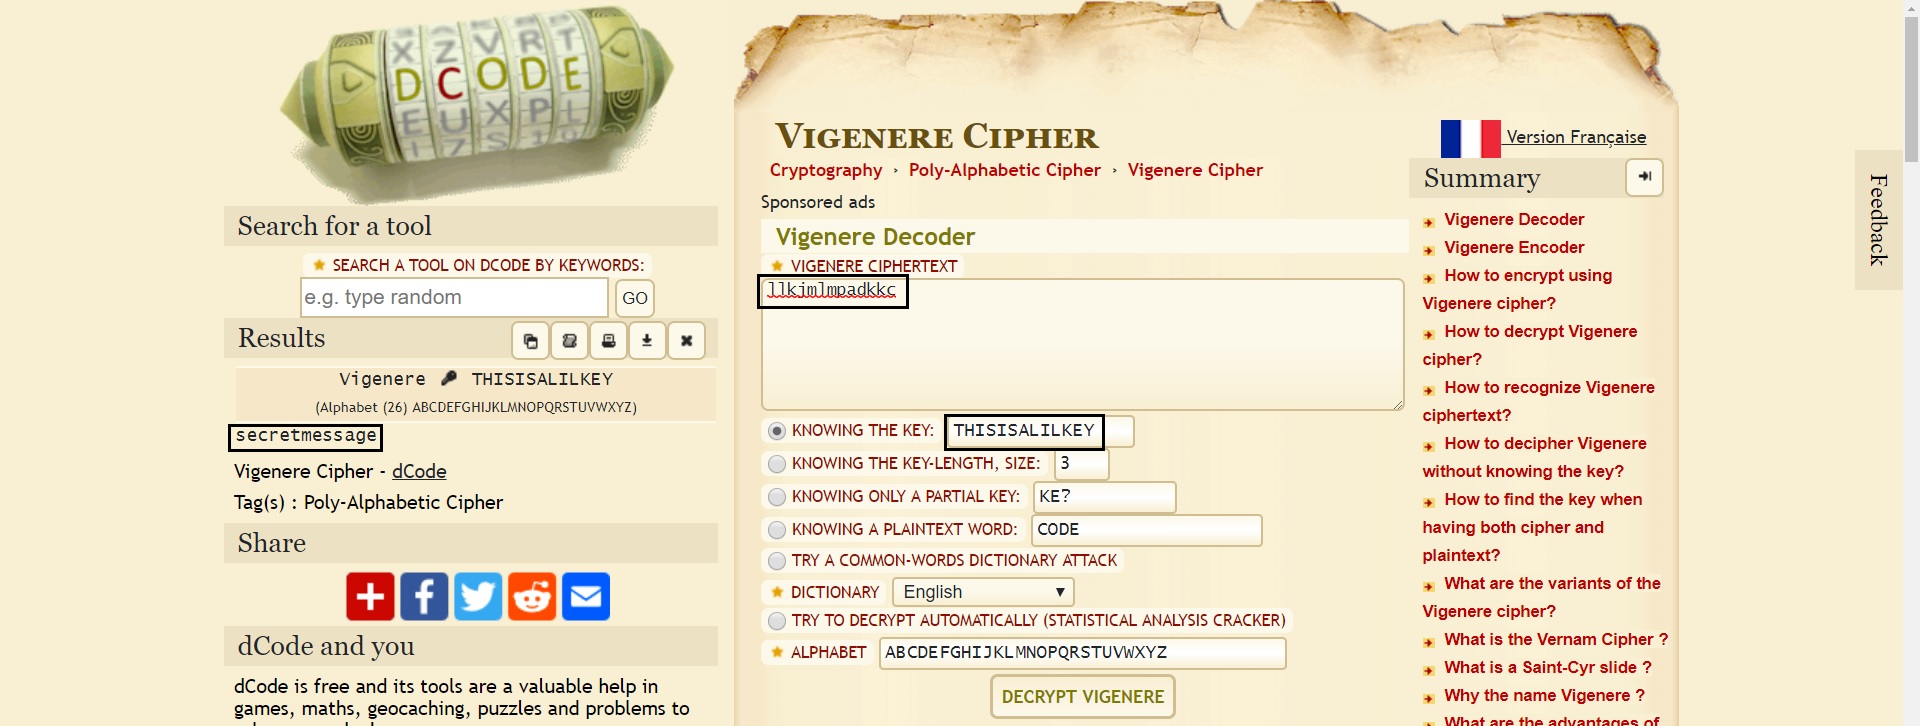 X Z V R T
D C O D E
E U X P L
I 7 S 1 0
Search for a tool
SEARCH A TOOL ON DCODE BY KEYWORDS:
e.g. type random
GO
Results
Vigenere THISISALILKEY
(Alphabet (26) ABCDEFGHIJKLMNOPQRSTUVWXYZ)
secretmessage
Vigenere Cipher - dCode
Tag(s) : Poly-Alphabetic Cipher
Share
dCode and you
dCode is free and its tools are a valuable help in
games, maths, geocaching, puzzles and problems to
VIGENERE CIPHER
Cryptography › Poly-Alphabetic Cipher › Vigenere Cipher
Sponsored ads
Vigenere Decoder
VIGENERE CIPHERTEXT
llkjmlmpadkkc
KNOWING THE KEY: THISISALILKEY
KNOWING THE KEY-LENGTH, SIZE: 3
KNOWING ONLY A PARTIAL KEY: KE?
KNOWING A PLAINTEXT WORD: CODE
TRY A COMMON-WORDS DICTIONARY ATTACK
DICTIONARY English
TRY TO DECRYPT AUTOMATICALLY (STATISTICAL ANALYSIS CRACKER)
ALPHABET ABCDEFGHIJKLMNOPQRSTUVWXYZ
DECRYPT VIGENERE
Version Française
Summary
Vigenere Decoder
Vigenere Encoder
How to encrypt using
Vigenere cipher?
How to decrypt Vigenere
cipher?
How to recognize Vigenere
ciphertext?
How to decipher Vigenere
without knowing the key?
How to find the key when
having both cipher and
plaintext?
What are the variants of the
Vigenere cipher?
What is the Vernam Cipher ?
What is a Saint-Cyr slide ?
Why the name Vigenere ?
What are the advantages of
Feedback